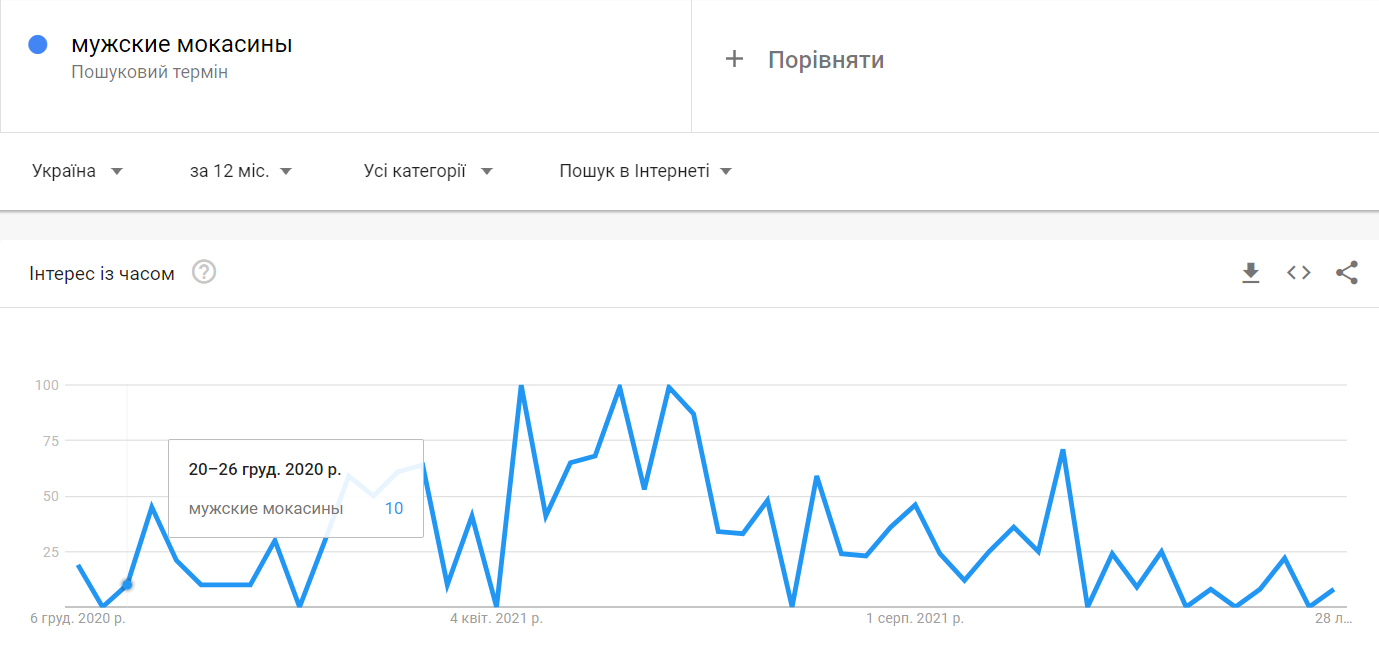 мужские мокасины
Пошуковий термін
+ Порівняти
Україна
за 12 міс.
Усі категорії
Пошук в Інтернеті
Інтерес із часом ?
100
75
50
25
20–26 груд. 2020 р.
мужские мокасины 10
6 груд. 2020 р.
4 квіт. 2021 р.
1 серп. 2021 р.
28 л...